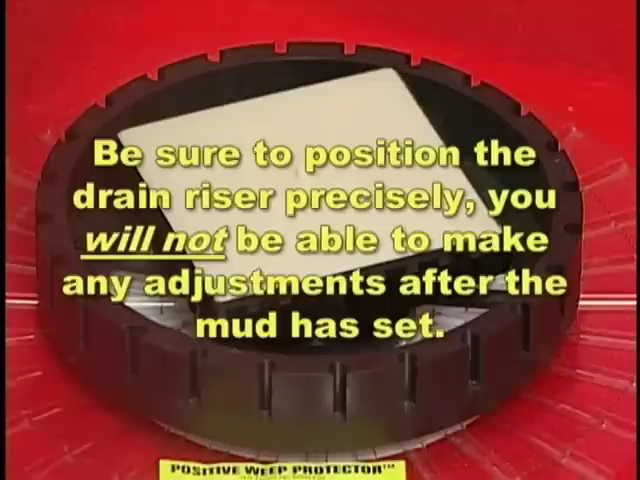 Be sure to position the
drain riser precisely, you
will not be able to make
any adjustments after the
mud has set.
POSITIVE WEEP PROTECTOR™